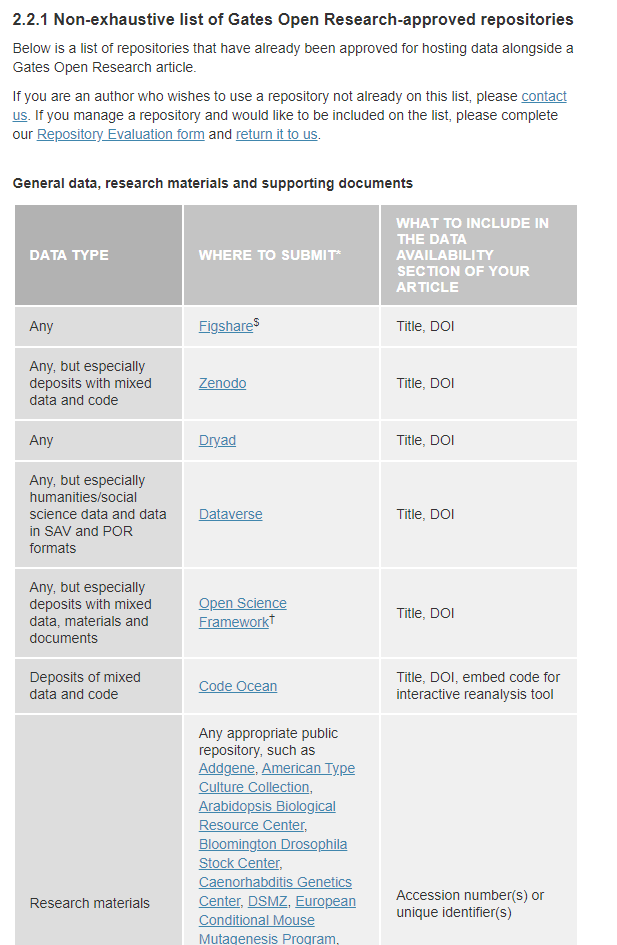 2.2.1 Non-exhaustive list of Gates Open Research-approved repositories
Below is a list of repositories that have already been approved for hosting data alongside a
Gates Open Research article.
If you are an author who wishes to use a repository not already on this list, please contact
us. If you manage a repository and would like to be included on the list, please complete
our Repository Evaluation form and return it to us.
General data, research materials and supporting documents
DATA TYPE
WHERE TO SUBMIT*
WHAT TO INCLUDE IN
THE DATA
AVAILABILITY
SECTION OF YOUR
ARTICLE
Any
Figshare$
Title, DOI
Any, but especially
deposits with mixed
data and code
Zenodo
Title, DOI
Any
Dryad
Title, DOI
Any, but especially
humanities/social
science data and data
in SAV and POR
formats
Dataverse
Title, DOI
Any, but especially
deposits with mixed
data, materials and
documents
Open Science
Framework†
Title, DOI
Deposits of mixed
data and code
Code Ocean
Title, DOI, embed code for
interactive reanalysis tool
Research materials
Any appropriate public
repository, such as
Addgene, American Type
Culture Collection,
Arabidopsis Biological
Resource Center,
Bloomington Drosophila
Stock Center,
Caenorhabditis Genetics
Center, DSMZ, European
Conditional Mouse
Mutagenesis Program,
Accession number(s) or
unique identifier(s)